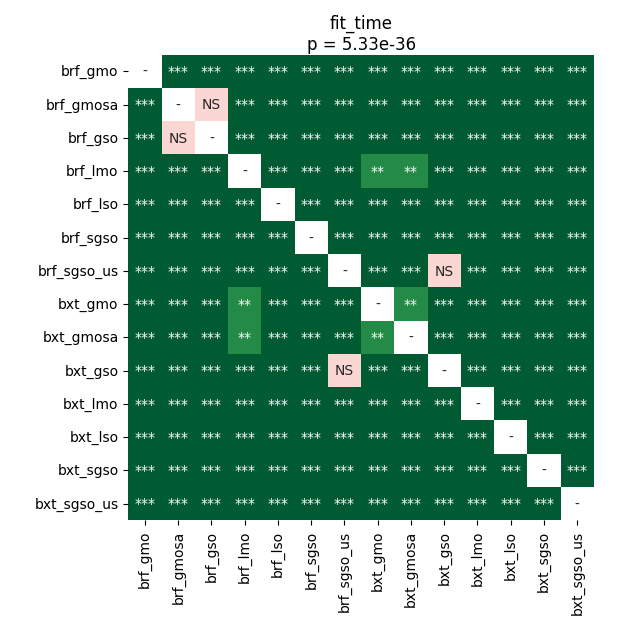 fit_time
p = 5.33e-36
brf_gmo - *** *** *** *** *** *** *** *** *** *** *** *** ***
brf_gmosa *** - NS *** *** *** *** *** *** *** *** *** *** ***
brf_gso *** NS - *** *** *** *** *** *** *** *** *** *** ***
brf_lmo *** *** *** - *** *** *** ** ** *** *** *** *** ***
brf_lso *** *** *** *** - *** *** *** *** *** *** *** *** ***
brf_sgso *** *** *** *** *** - *** *** *** *** *** *** *** ***
brf_sgso_us *** *** *** *** *** *** - *** *** NS *** *** *** ***
bxt_gmo *** *** *** ** *** *** *** - ** *** *** *** *** ***
bxt_gmosa *** *** *** ** *** *** *** ** - *** *** *** *** ***
bxt_gso *** *** *** *** *** *** NS *** *** - *** *** *** ***
bxt_lmo *** *** *** *** *** *** *** *** *** *** - *** *** ***
bxt_lso *** *** *** *** *** *** *** *** *** *** *** - *** ***
bxt_sgso *** *** *** *** *** *** *** *** *** *** *** *** - ***
bxt_sgso_us *** *** *** *** *** *** *** *** *** *** *** *** *** -
brf_gmo
brf_gmosa
brf_gso
brf_lmo
brf_lso
brf_sgso
brf_sgso_us
bxt_gmo
bxt_gmosa
bxt_gso
bxt_lmo
bxt_lso
bxt_sgso
bxt_sgso_us